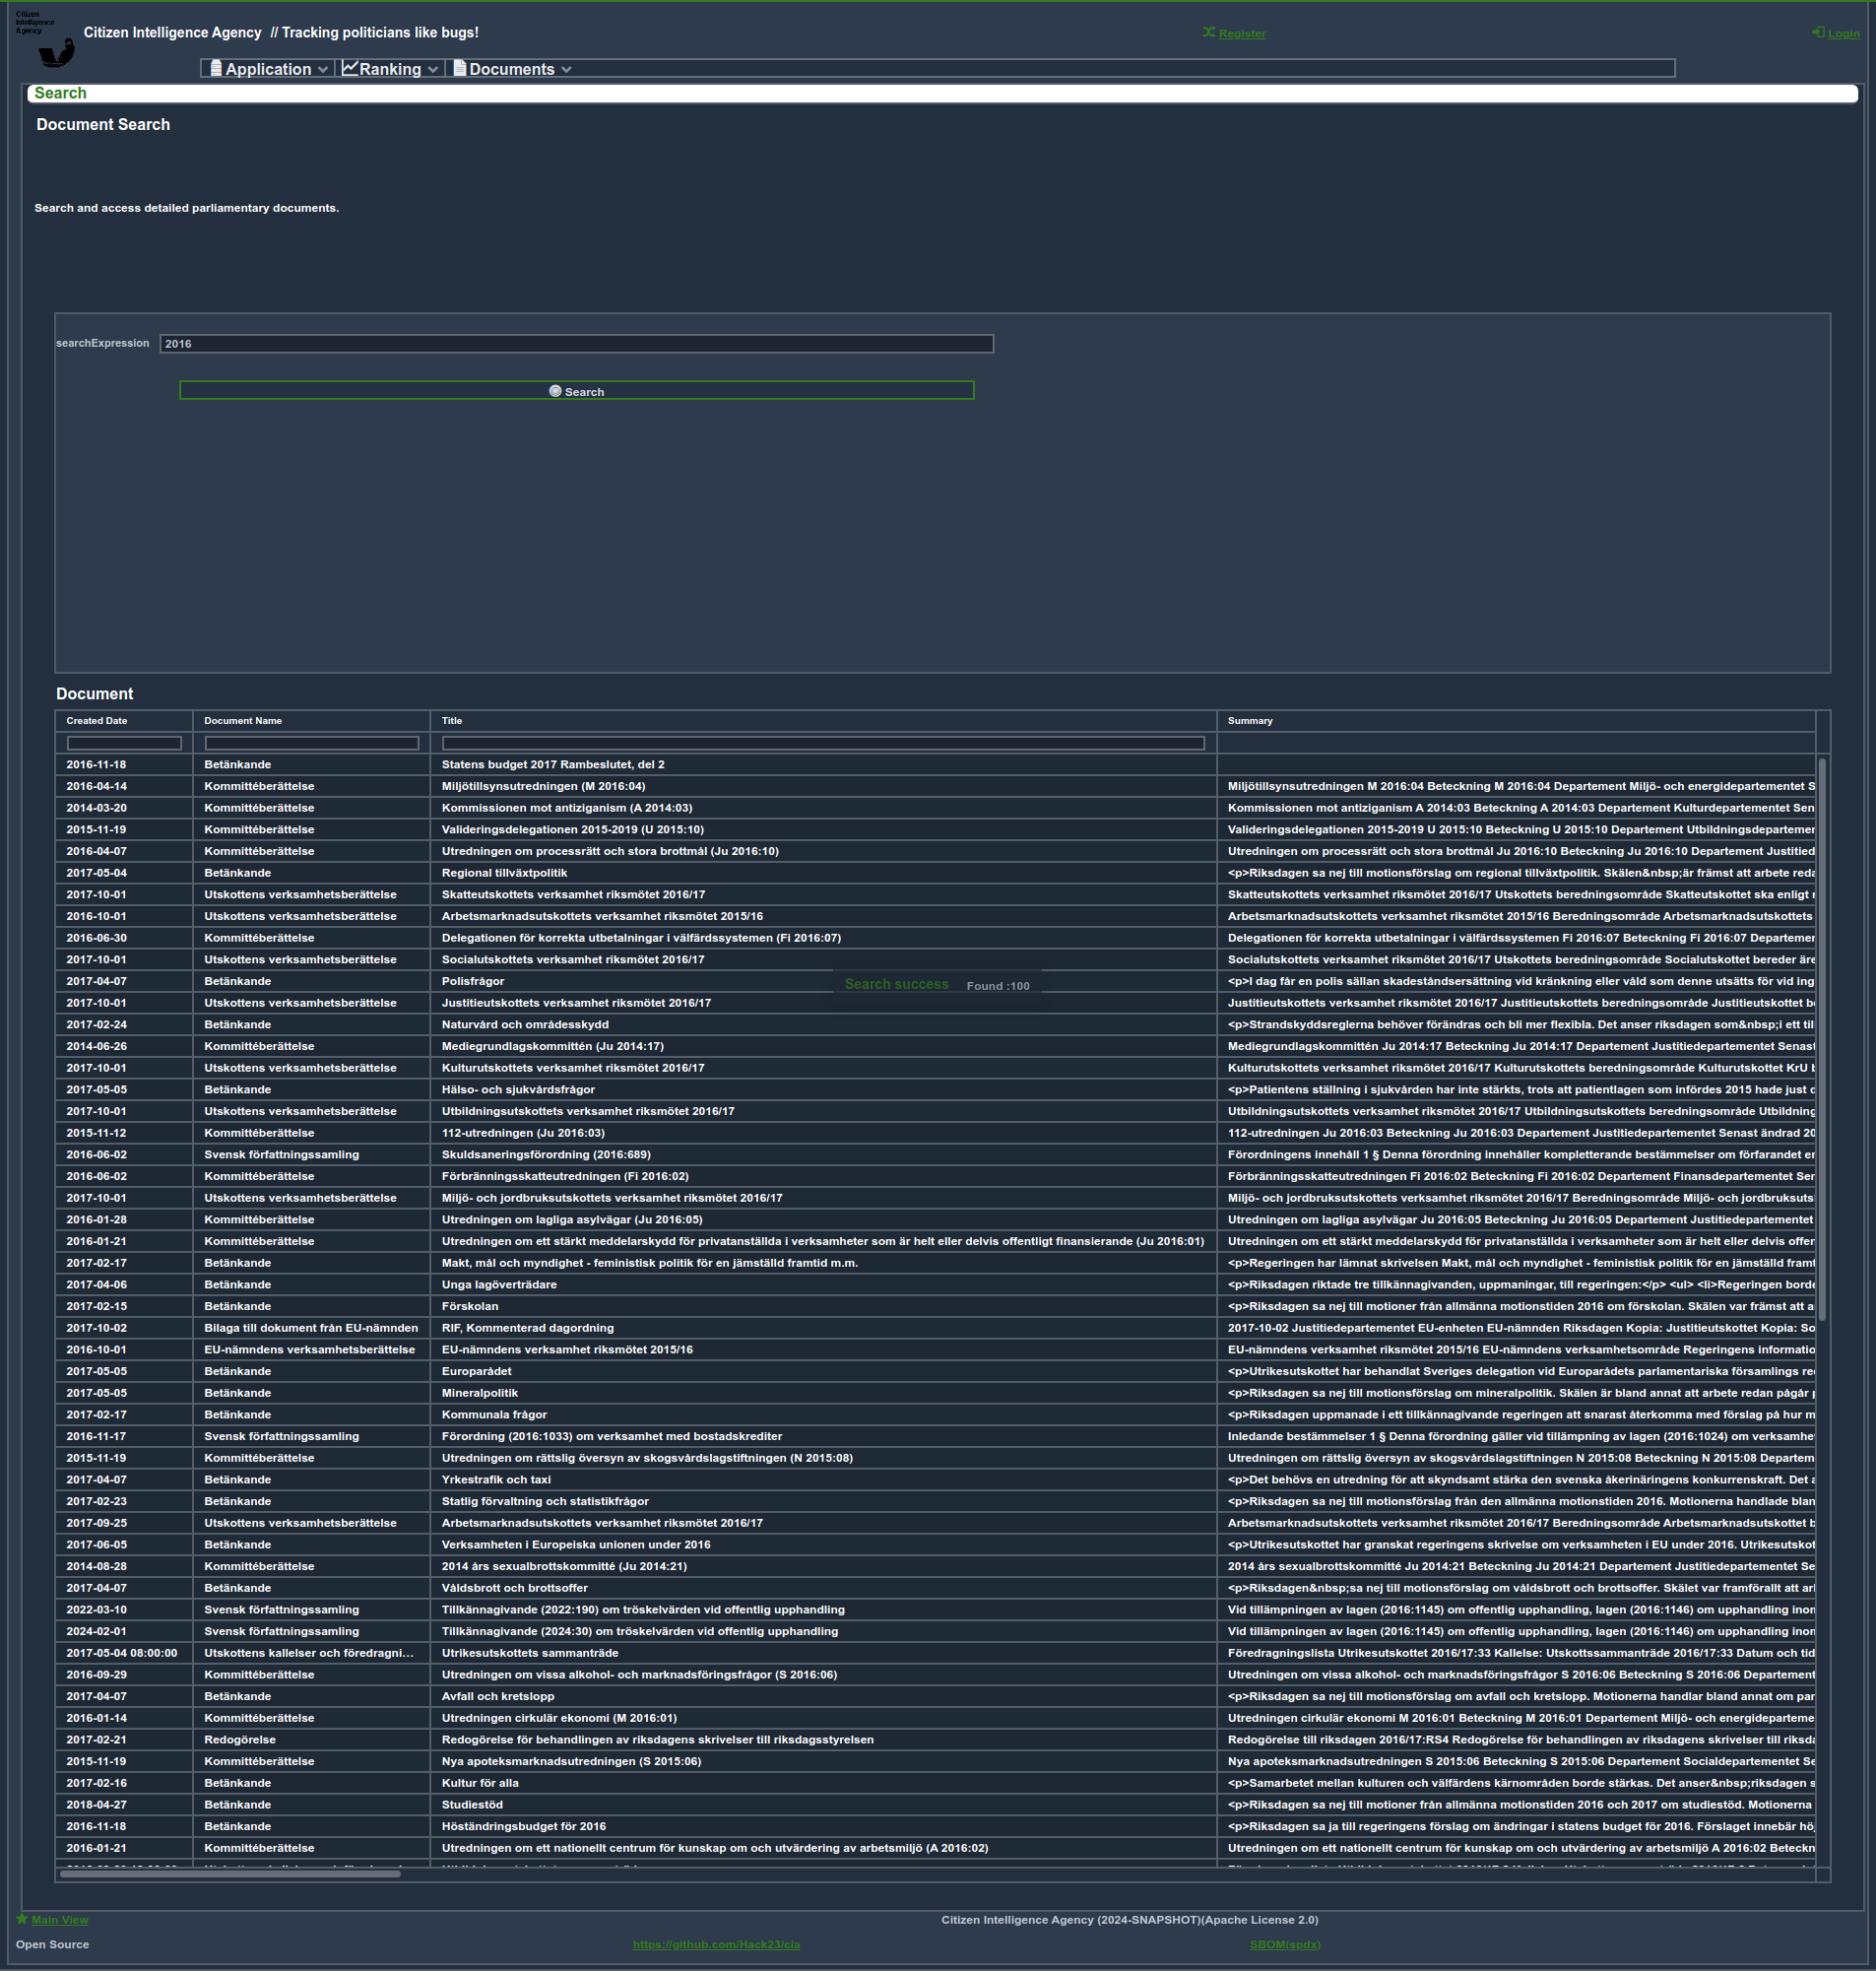 Citizen Intelligence Agency
Citizen Intelligence Agency // Tracking politicians like bugs!
Register
Login
Application Ranking Documents
Search
Document Search
Search and access detailed parliamentary documents.
searchExpression 2016
Search
Document
Created Date Document Name Title Summary
2016-11-18 Betänkande Statens budget 2017 Rambeslutet, del 2
2016-04-14 Kommittéberättelse Miljötillsynsutredningen (M 2016:04) Miljötillsynsutredningen M 2016:04 Beteckning M 2016:04 Departement Miljö- och energidepartementet S
2014-03-20 Kommittéberättelse Kommissionen mot antiziganism (A 2014:03) Kommissionen mot antiziganism A 2014:03 Beteckning A 2014:03 Departement Kulturdepartementet Sen
2015-11-19 Kommittéberättelse Valideringsdelegationen 2015-2019 (U 2015:10) Valideringsdelegationen 2015-2019 U 2015:10 Beteckning U 2015:10 Departement Utbildningsdepartemen
2016-04-07 Kommittéberättelse Utredningen om processrätt och stora brottmål (Ju 2016:10) Utredningen om processrätt och stora brottmål Ju 2016:10 Beteckning Ju 2016:10 Departement Justitied
2017-05-04 Betänkande Regional tillväxtpolitik <p>Riksdagen sa nej till motionsförslag om regional tillväxtpolitik. Skälen&nbsp;är främst att arbete reda
2017-10-01 Utskottens verksamhetsberättelse Skatteutskottets verksamhet riksmötet 2016/17 Skatteutskottets verksamhet riksmötet 2016/17 Utskottets beredningsområde Skatteutskottet ska enligt
2016-10-01 Utskottens verksamhetsberättelse Arbetsmarknadsutskottets verksamhet riksmötet 2015/16 Arbetsmarknadsutskottets verksamhet riksmötet 2015/16 Beredningsområde Arbetsmarknadsutskottets
2016-06-30 Kommittéberättelse Delegationen för korrekta utbetalningar i välfärdssystemen (Fi 2016:07) Delegationen för korrekta utbetalningar i välfärdssystemen Fi 2016:07 Beteckning Fi 2016:07 Departemen
2017-10-01 Utskottens verksamhetsberättelse Socialutskottets verksamhet riksmötet 2016/17 Socialutskottets verksamhet riksmötet 2016/17 Utskottets beredningsområde Socialutskottet bereder äre
2017-04-07 Betänkande Polisfrågor <p>I dag får en polis sällan skadeståndsersättning vid kränkning eller våld som denne utsätts för vid ing
Search success Found :100
2017-10-01 Utskottens verksamhetsberättelse Justitieutskottets verksamhet riksmötet 2016/17 Justitieutskottets verksamhet riksmötet 2016/17 Justitieutskottets beredningsområde Justitieutskottet b
2017-02-24 Betänkande Naturvård och områdesskydd <p>Strandskyddsreglerna behöver förändras och bli mer flexibla. Det anser riksdagen som&nbsp;i ett til
2014-06-26 Kommittéberättelse Mediegrundlagskommittén (Ju 2014:17) Mediegrundlagskommittén Ju 2014:17 Beteckning Ju 2014:17 Departement Justitiedepartementet Senast
2017-10-01 Utskottens verksamhetsberättelse Kulturutskottets verksamhet riksmötet 2016/17 Kulturutskottets verksamhet riksmötet 2016/17 Kulturutskottets beredningsområde Kulturutskottet KrU b
2017-05-05 Betänkande Hälso- och sjukvårdsfrågor <p>Patientens ställning i sjukvården har inte stärkts, trots att patientlagen som infördes 2015 hade just
2017-10-01 Utskottens verksamhetsberättelse Utbildningsutskottets verksamhet riksmötet 2016/17 Utbildningsutskottets verksamhet riksmötet 2016/17 Utbildningsutskottets beredningsområde Utbildning
2015-11-12 Kommittéberättelse 112-utredningen (Ju 2016:03) 112-utredningen Ju 2016:03 Beteckning Ju 2016:03 Departement Justitiedepartementet Senast ändrad 20
2016-06-02 Svensk författningssamling Skuldsaneringsförordning (2016:689) Förordningens innehåll 1 § Denna förordning innehåller kompletterande bestämmelser om förfarandet e
2016-06-02 Kommittéberättelse Förbränningsskatteutredningen (Fi 2016:02) Förbränningsskatteutredningen Fi 2016:02 Beteckning Fi 2016:02 Departement Finansdepartementet Sen
2017-10-01 Utskottens verksamhetsberättelse Miljö- och jordbruksutskottets verksamhet riksmötet 2016/17 Miljö- och jordbruksutskottets verksamhet riksmötet 2016/17 Beredningsområde Miljö- och jordbruksuts
2016-01-28 Kommittéberättelse Utredningen om lagliga asylvägar (Ju 2016:05) Utredningen om lagliga asylvägar Ju 2016:05 Beteckning Ju 2016:05 Departement Justitiedepartementet
2016-01-21 Kommittéberättelse Utredningen om ett stärkt meddelarskydd för privatanställda i verksamheter som är helt eller delvis offentligt finansierande (Ju 2016:01) Utredningen om ett stärkt meddelarskydd för privatanställda i verksamheter som är helt eller delvis offen
2017-02-17 Betänkande Makt, mål och myndighet - feministisk politik för en jämställd framtid m.m. <p>Regeringen har lämnat skrivelsen Makt, mål och myndighet - feministisk politik för en jämställd framt
2017-04-06 Betänkande Unga lagöverträdare <p>Riksdagen riktade tre tillkännagivanden, uppmaningar, till regeringen:</p> <ul> <li>Regeringen borde
2017-02-15 Betänkande Förskolan <p>Riksdagen sa nej till motioner från allmänna motionstiden 2016 om förskolan. Skälen var främst att a
2017-10-02 Bilaga till dokument från EU-nämnden RIF, Kommenterad dagordning 2017-10-02 Justitiedepartementet EU-enheten EU-nämnden Riksdagen Kopia: Justitieutskottet Kopia: So
2016-10-01 EU-nämndens verksamhetsberättelse EU-nämndens verksamhet riksmötet 2015/16 EU-nämndens verksamhet riksmötet 2015/16 EU-nämndens verksamhetsområde Regeringens informatio
2017-05-05 Betänkande Europarådet <p>Utrikesutskottet har behandlat Sveriges delegation vid Europarådets parlamentariska församlings re
2017-05-05 Betänkande Mineralpolitik <p>Riksdagen sa nej till motionsförslag om mineralpolitik. Skälen är bland annat att arbete redan pågår
2017-02-17 Betänkande Kommunala frågor <p>Riksdagen uppmanade i ett tillkännagivande regeringen att snarast återkomma med förslag på hur m
2016-11-17 Svensk författningssamling Förordning (2016:1033) om verksamhet med bostadskrediter Inledande bestämmelser 1 § Denna förordning gäller vid tillämpning av lagen (2016:1024) om verksamhe
2015-11-19 Kommittéberättelse Utredningen om rättslig översyn av skogsvårdslagstiftningen (N 2015:08) Utredningen om rättslig översyn av skogsvårdslagstiftningen N 2015:08 Beteckning N 2015:08 Departem
2017-04-07 Betänkande Yrkestrafik och taxi <p>Det behövs en utredning för att skyndsamt stärka den svenska åkerinäringens konkurrenskraft. Det a
2017-02-23 Betänkande Statlig förvaltning och statistikfrågor <p>Riksdagen sa nej till motionsförslag från den allmänna motionstiden 2016. Motionerna handlade blan
2017-09-25 Utskottens verksamhetsberättelse Arbetsmarknadsutskottets verksamhet riksmötet 2016/17 Arbetsmarknadsutskottets verksamhet riksmötet 2016/17 Beredningsområde Arbetsmarknadsutskottet b
2017-06-05 Betänkande Verksamheten i Europeiska unionen under 2016 <p>Utrikesutskottet har granskat regeringens skrivelse om verksamheten i EU under 2016. Utrikesutskot
2014-08-28 Kommittéberättelse 2014 års sexualbrottskommitté (Ju 2014:21) 2014 års sexualbrottskommitté Ju 2014:21 Beteckning Ju 2014:21 Departement Justitiedepartementet Se
2017-04-07 Betänkande Våldsbrott och brottsoffer <p>Riksdagen&nbsp;sa nej till motionsförslag om våldsbrott och brottsoffer. Skälet var framförallt att ar
2022-03-10 Svensk författningssamling Tillkännagivande (2022:190) om tröskelvärden vid offentlig upphandling Vid tillämpningen av lagen (2016:1145) om offentlig upphandling, lagen (2016:1146) om upphandling inom
2024-02-01 Svensk författningssamling Tillkännagivande (2024:30) om tröskelvärden vid offentlig upphandling Vid tillämpningen av lagen (2016:1145) om offentlig upphandling, lagen (2016:1146) om upphandling inom
2017-05-04 08:00:00 Utskottens kallelser och föredragni... Utrikesutskottets sammanträde Föredragningslista Utrikesutskottet 2016/17:33 Kallelse: Utskottssammanträde 2016/17:33 Datum och tid
2016-09-29 Kommittéberättelse Utredningen om vissa alkohol- och marknadsföringsfrågor (S 2016:06) Utredningen om vissa alkohol- och marknadsföringsfrågor S 2016:06 Beteckning S 2016:06 Departement
2017-04-07 Betänkande Avfall och kretslopp <p>Riksdagen sa nej till motionsförslag om avfall och kretslopp. Motionerna handlar bland annat om pan
2016-01-14 Kommittéberättelse Utredningen cirkulär ekonomi (M 2016:01) Utredningen cirkulär ekonomi M 2016:01 Beteckning M 2016:01 Departement Miljö- och energideparteme
2017-02-21 Redogörelse Redogörelse för behandlingen av riksdagens skrivelser till riksdagsstyrelsen Redogörelse till riksdagen 2016/17:RS4 Redogörelse för behandlingen av riksdagens skrivelser till riksda
2015-11-19 Kommittéberättelse Nya apoteksmarknadsutredningen (S 2015:06) Nya apoteksmarknadsutredningen S 2015:06 Beteckning S 2015:06 Departement Socialdepartementet Se
2017-02-16 Betänkande Kultur för alla <p>Samarbetet mellan kulturen och välfärdens kärnområden borde stärkas. Det anser&nbsp;riksdagen s
2018-04-27 Betänkande Studiestöd <p>Riksdagen sa nej till motioner från allmänna motionstiden 2016 och 2017 om studiestöd. Motionerna
2016-11-18 Betänkande Höständringsbudget för 2016 <p>Riksdagen sa ja till regeringens förslag om ändringar i statens budget för 2016. Förslaget innebär höj
2016-01-21 Kommittéberättelse Utredningen om ett nationellt centrum för kunskap om och utvärdering av arbetsmiljö (A 2016:02) Utredningen om ett nationellt centrum för kunskap om och utvärdering av arbetsmiljö A 2016:02 Beteckn
Main View
Citizen Intelligence Agency (2024-SNAPSHOT)(Apache License 2.0)
Open Source
https://github.com/Hack23/cia
SBOM(spdx)